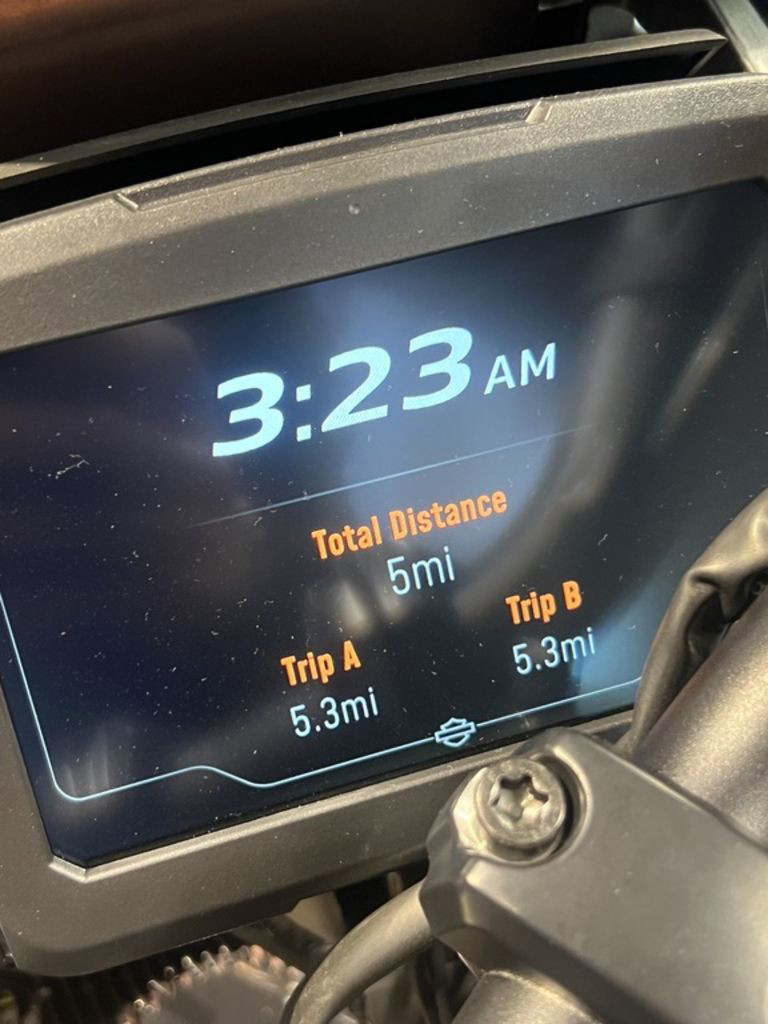 3:23 AM
Total Distance
5mi
Trip A
5.3mi
Trip B
5.3mi